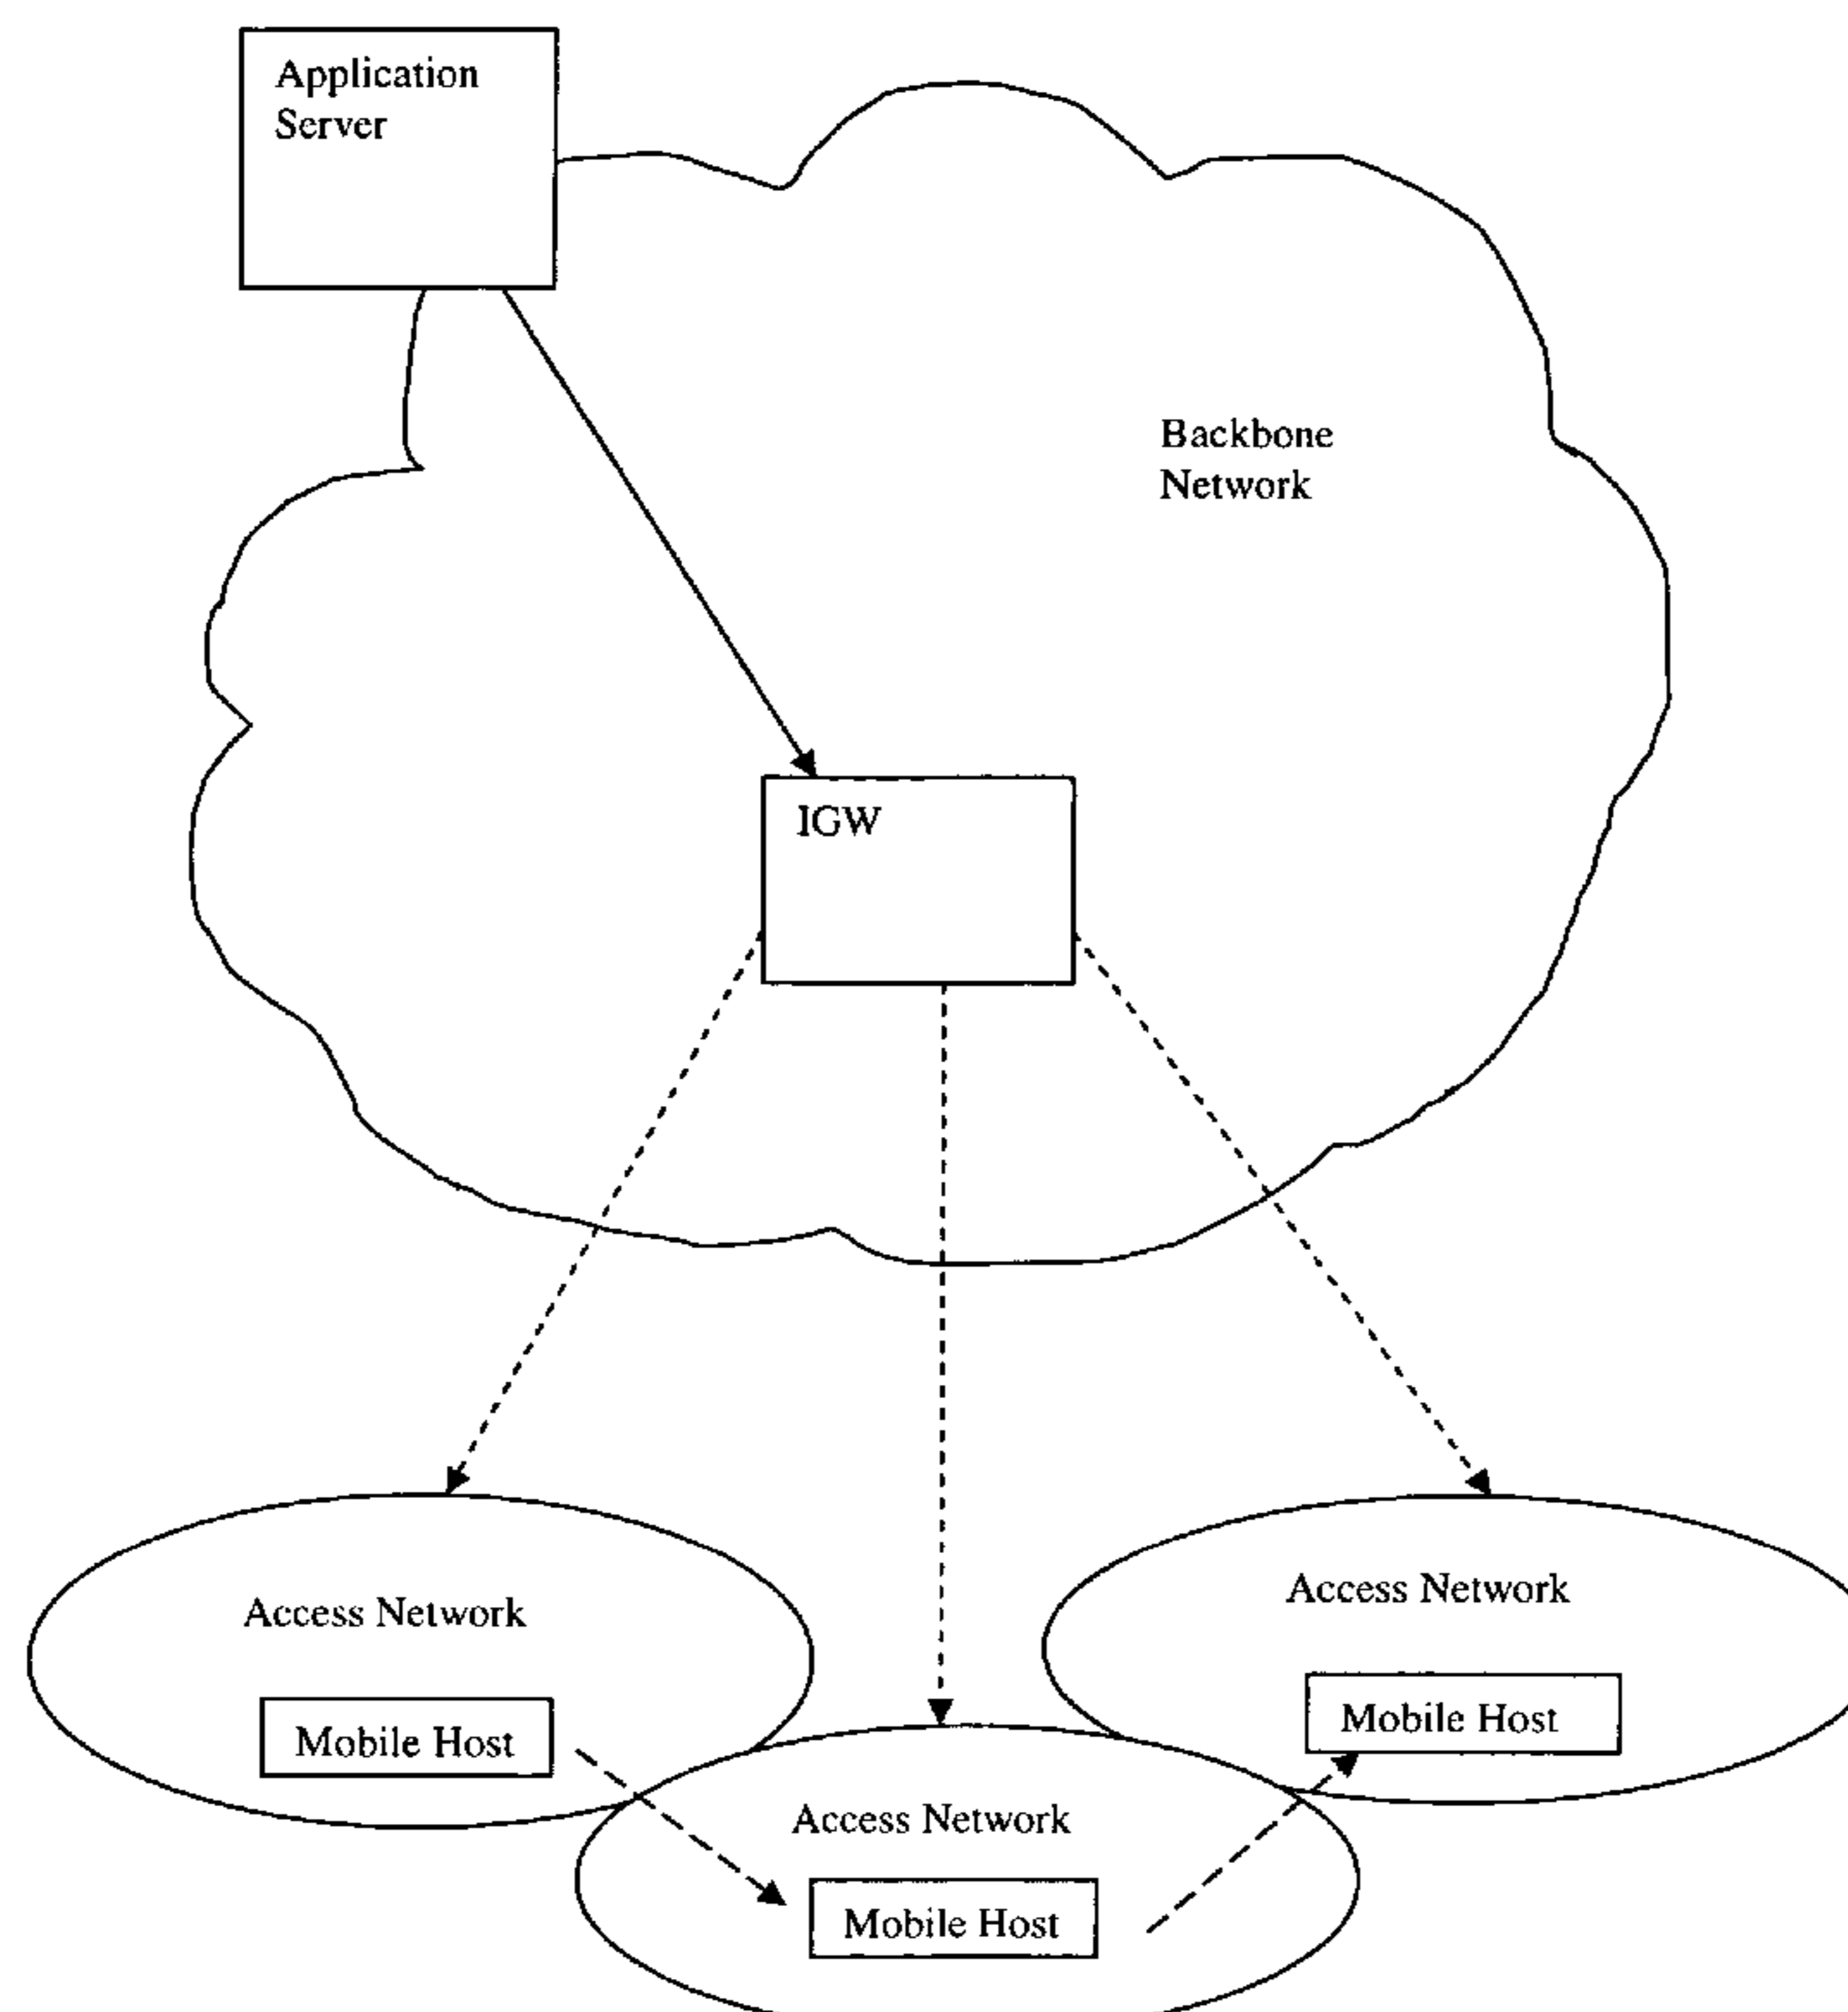 Application
Server
Backbone
Network
IGW
Access Network
Access Network
Mobile Host
Mobile Host
Access Network
Mobile Host